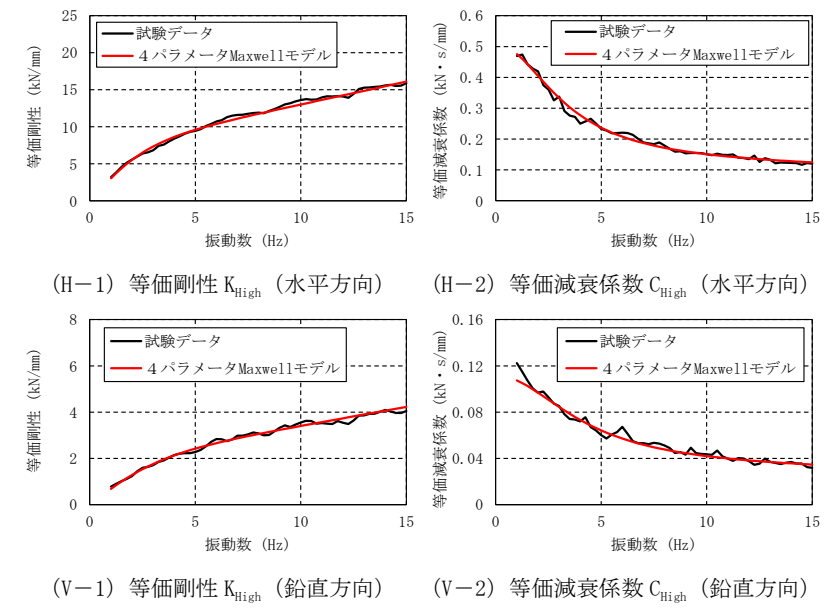 25
20
15
10
5
0
0
5
10
15
等価剛性 (kN/mm)
振動数 (Hz)
試験データ
４パラメータMaxwellモデル
(H－1) 等価剛性 K_High (水平方向)
0.6
0.5
0.4
0.3
0.2
0.1
0
0
5
10
15
等価減衰係数 (kN・s/mm)
振動数 (Hz)
試験データ
４パラメータMaxwellモデル
(H－2) 等価減衰係数 C_High (水平方向)
8
6
4
2
0
0
5
10
15
等価剛性 (kN/mm)
振動数 (Hz)
試験データ
４パラメータMaxwellモデル
(V－1) 等価剛性 K_High (鉛直方向)
0.16
0.12
0.08
0.04
0
0
5
10
15
等価減衰係数 (kN・s/mm)
振動数 (Hz)
試験データ
４パラメータMaxwellモデル
(V－2) 等価減衰係数 C_High (鉛直方向)